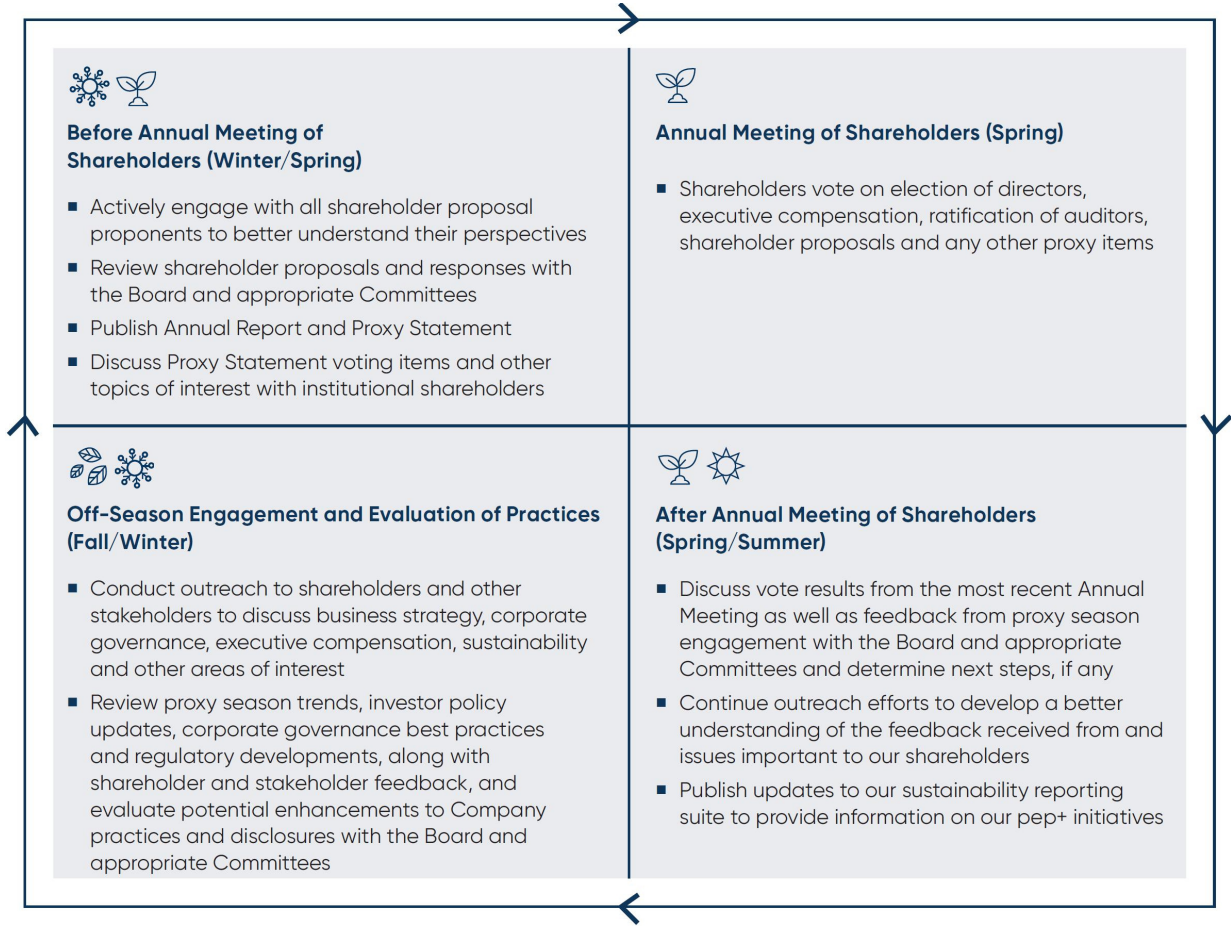 Before Annual Meeting of
Shareholders (Winter/Spring)
▪ Actively engage with all shareholder proposal
proponents to better understand their perspectives
▪ Review shareholder proposals and responses with
the Board and appropriate Committees
▪ Publish Annual Report and Proxy Statement
▪ Discuss Proxy Statement voting items and other
topics of interest with institutional shareholders
Annual Meeting of Shareholders (Spring)
▪ Shareholders vote on election of directors,
executive compensation, ratification of auditors,
shareholder proposals and any other proxy items
Off-Season Engagement and Evaluation of Practices
(Fall/Winter)
▪ Conduct outreach to shareholders and other
stakeholders to discuss business strategy, corporate
governance, executive compensation, sustainability
and other areas of interest
▪ Review proxy season trends, investor policy
updates, corporate governance best practices
and regulatory developments, along with
shareholder and stakeholder feedback, and
evaluate potential enhancements to Company
practices and disclosures with the Board and
appropriate Committees
After Annual Meeting of Shareholders
(Spring/Summer)
▪ Discuss vote results from the most recent Annual
Meeting as well as feedback from proxy season
engagement with the Board and appropriate
Committees and determine next steps, if any
▪ Continue outreach efforts to develop a better
understanding of the feedback received from and
issues important to our shareholders
▪ Publish updates to our sustainability reporting
suite to provide information on our pep+ initiatives